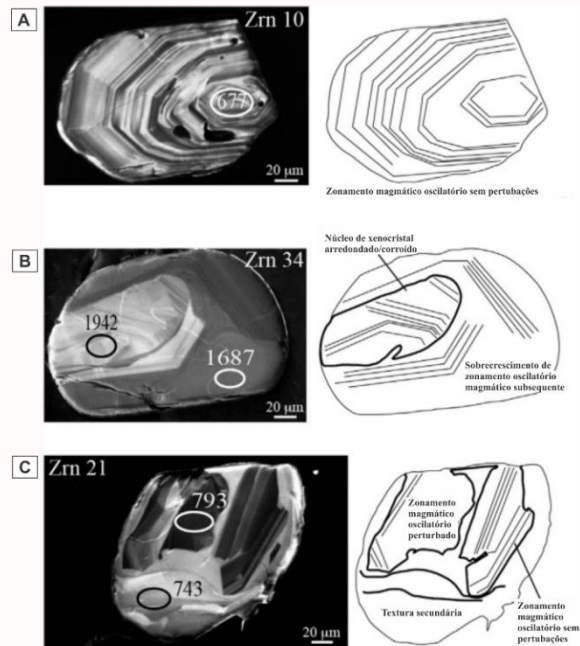 A
Zrn 10
677
20 µm
Zonamento magmático oscilatório sem pertubações
B
Zrn 34
1942
1687
20 µm
Núcleo de xenocristal
arredondado/corroído
Sobrecrescimento de
zonamento oscilatório
magmático subsequente
C
Zrn 21
793
743
20 µm
Zonamento
magmático
oscilatório
perturbado
Textura secundária
Zonamento
magmático
oscilatório sem
pertubações